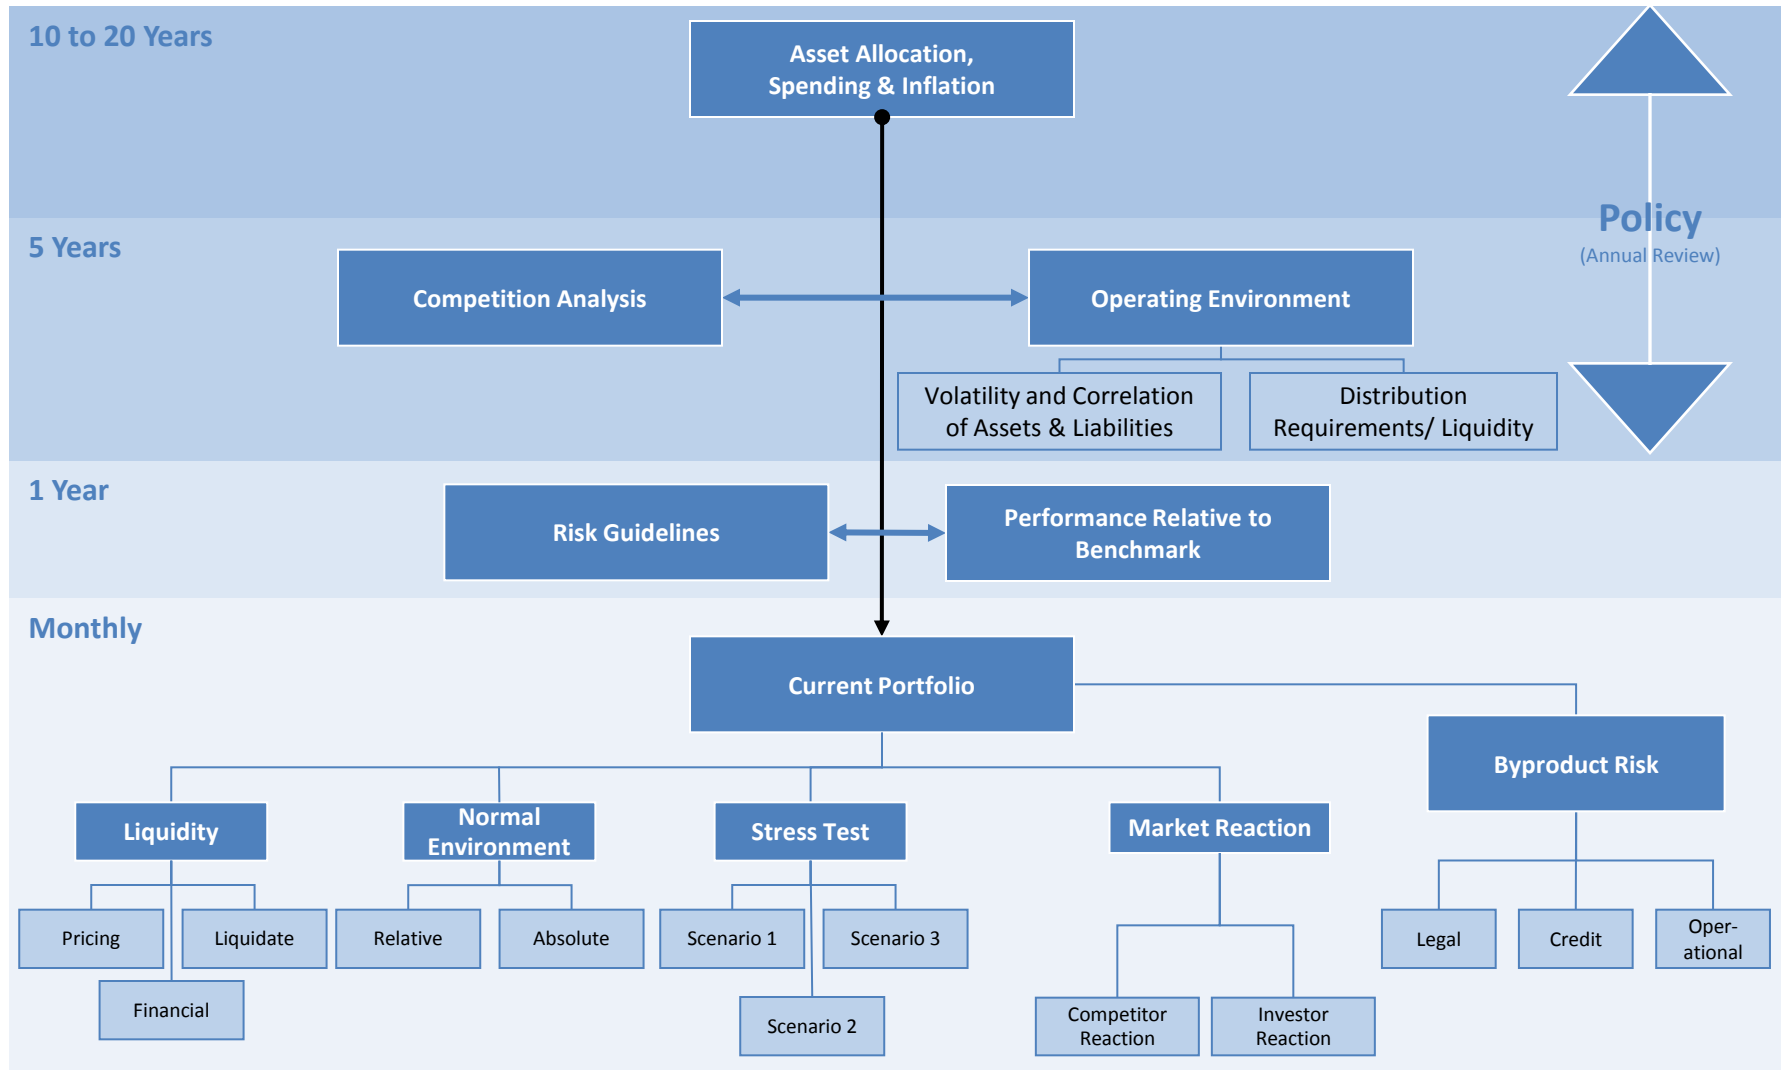 10 to 20 Years
Asset Allocation,
Spending & Inflation
Policy
(Annual Review)
5 Years
Competition Analysis
Operating Environment
Volatility and Correlation
of Assets & Liabilities
Distribution
Requirements/ Liquidity
1 Year
Risk Guidelines
Performance Relative to
Benchmark
Monthly
Current Portfolio
Byproduct Risk
Liquidity
Normal
Environment
Stress Test
Market Reaction
Pricing
Liquidate
Financial
Relative
Absolute
Scenario 1
Scenario 3
Scenario 2
Competitor
Reaction
Investor
Reaction
Legal
Credit
Oper-
ational